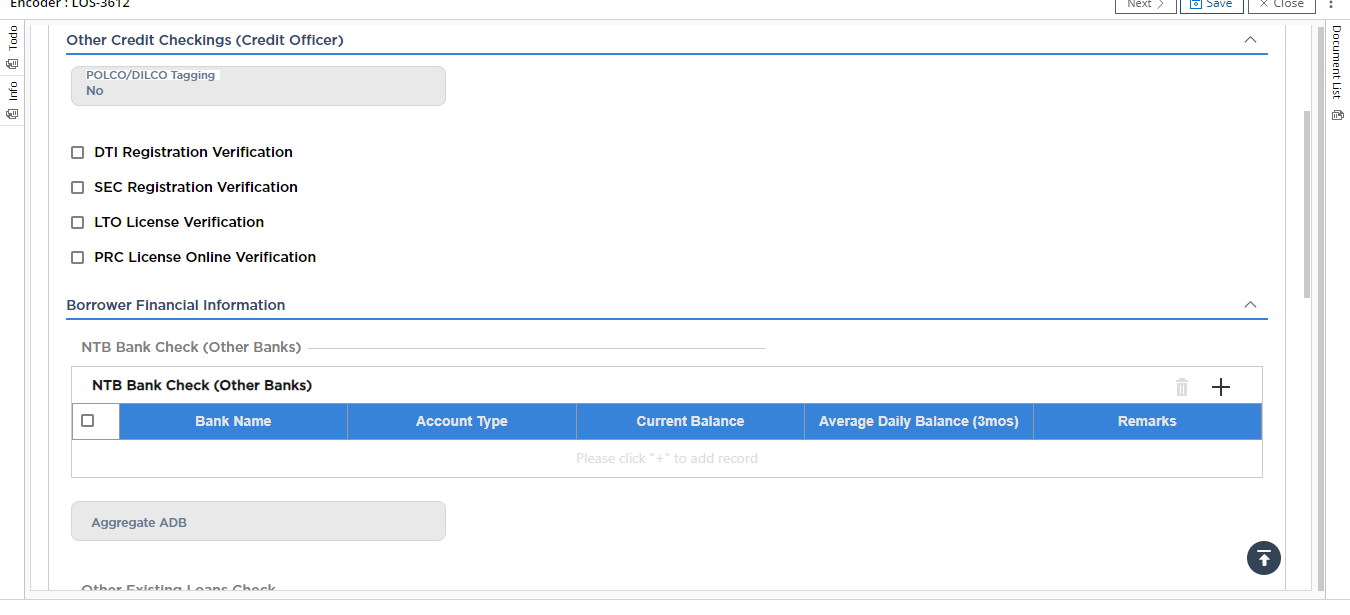 Encoder : LOS-3612
Next
Save
Close
Todo
Info
Document List
Other Credit Checkings (Credit Officer)
POLCO/DILCO Tagging
No
DTI Registration Verification
SEC Registration Verification
LTO License Verification
PRC License Online Verification
Borrower Financial Information
NTB Bank Check (Other Banks)
NTB Bank Check (Other Banks)
Bank Name Account Type Current Balance Average Daily Balance (3mos) Remarks
Please click "+" to add record
Aggregate ADB
Other Existing Loans Check